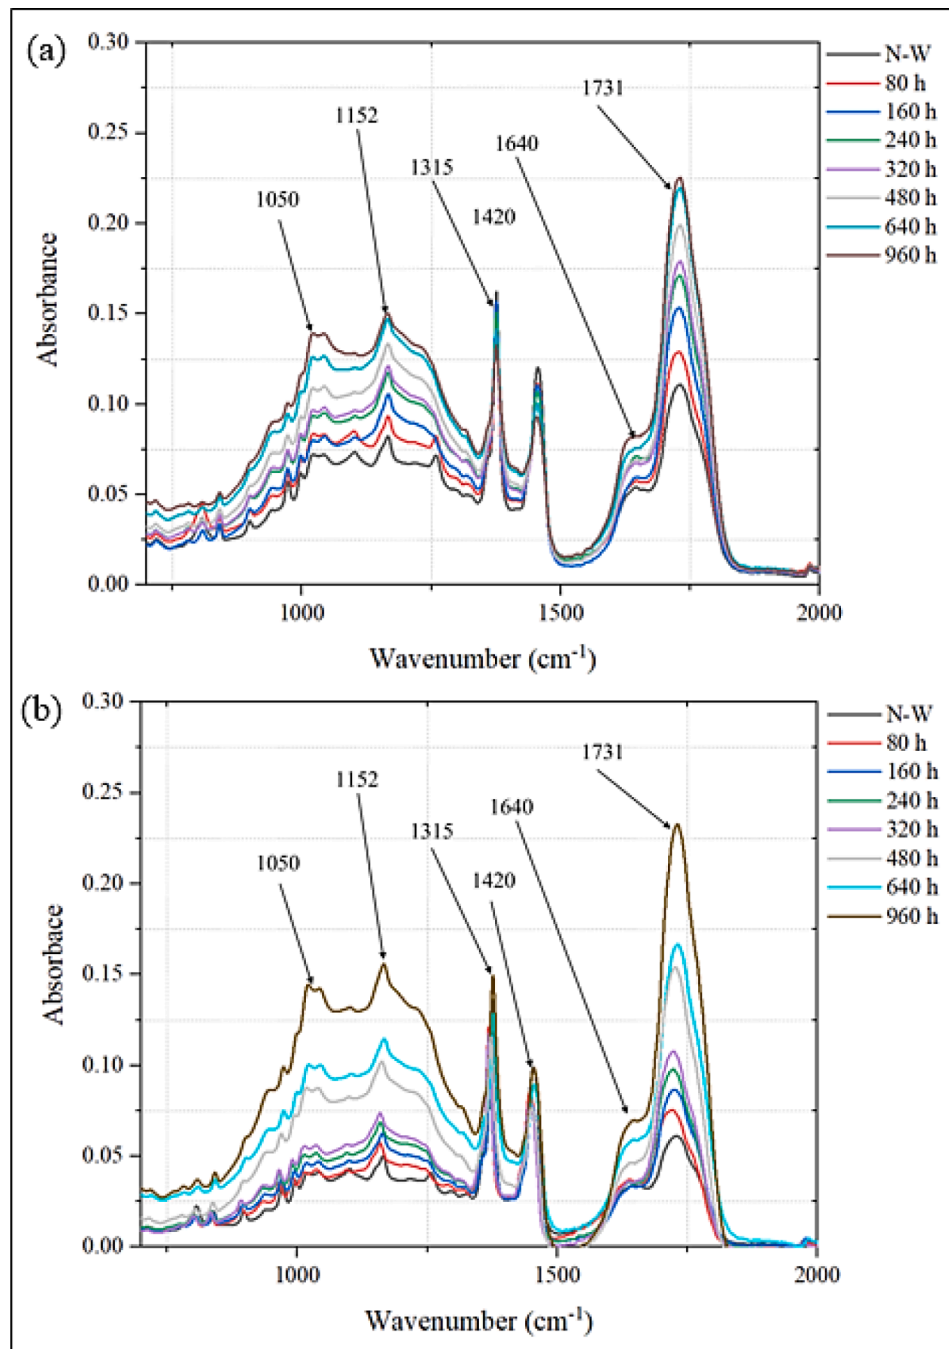 (a)
0.30
0.25
0.20
0.15
0.10
0.05
0.00
Absorbance
1050
1152
1315
1420
1640
1731
N-W
80 h
160 h
240 h
320 h
480 h
640 h
960 h
1000
1500
2000
Wavenumber (cm⁻¹)
(b)
0.30
0.25
0.20
0.15
0.10
0.05
0.00
Absorbace
1050
1152
1315
1420
1640
1731
N-W
80 h
160 h
240 h
320 h
480 h
640 h
960 h
1000
1500
2000
Wavenumber (cm⁻¹)